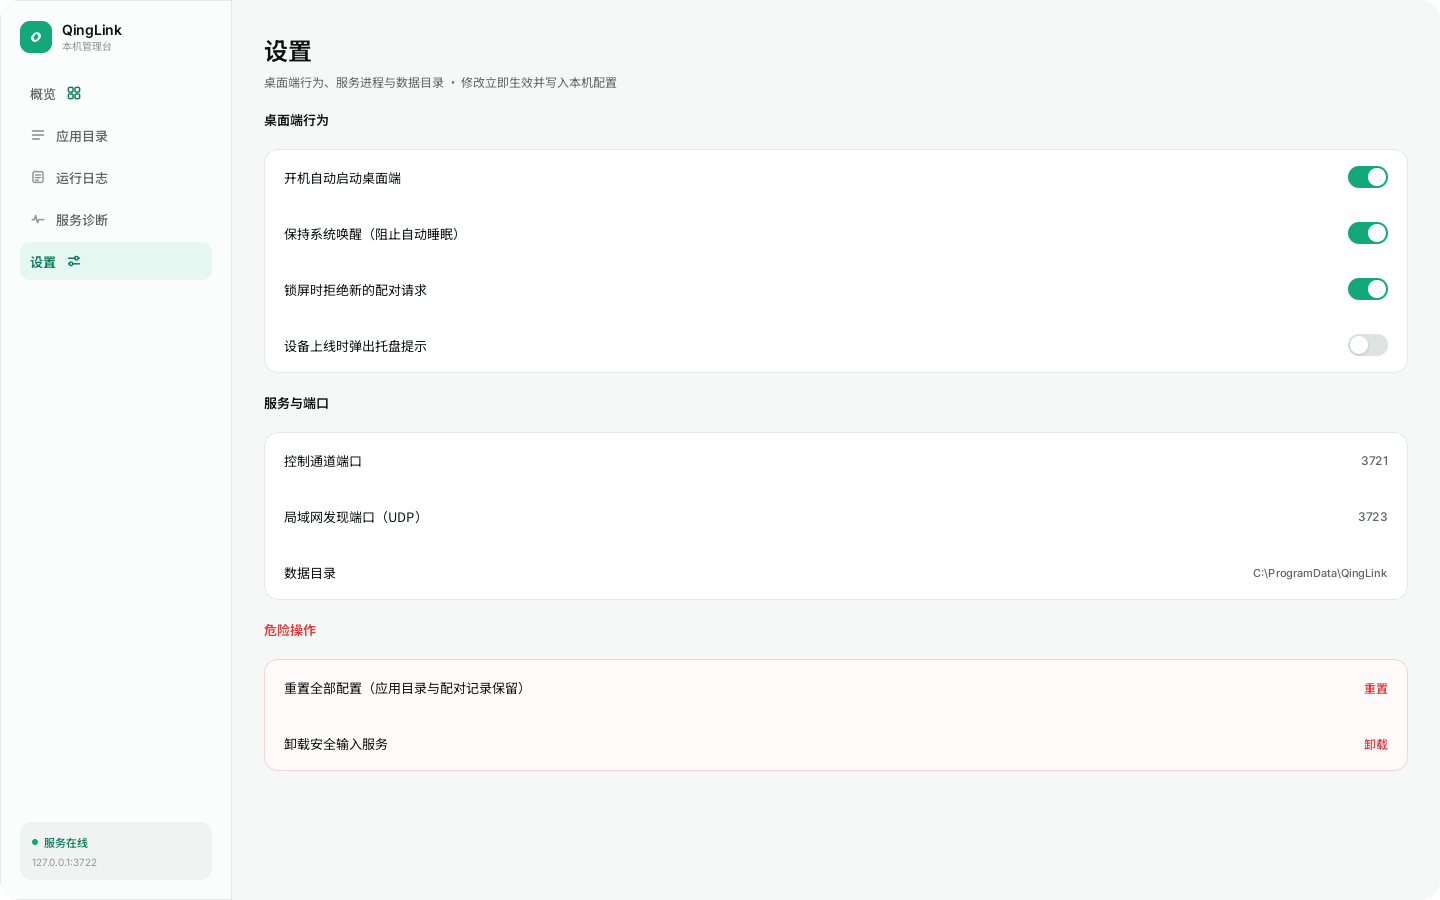 QingLink
本机管理台
概览
应用目录
运行日志
服务诊断
设置
服务在线
127.0.0.1:3722
设置
桌面端行为、服务进程与数据目录 · 修改立即生效并写入本机配置
桌面端行为
开机自动启动桌面端
保持系统唤醒（阻止自动睡眠）
锁屏时拒绝新的配对请求
设备上线时弹出托盘提示
服务与端口
控制通道端口 3721
局域网发现端口（UDP） 3723
数据目录 C:\ProgramData\QingLink
危险操作
重置全部配置（应用目录与配对记录保留） 重置
卸载安全输入服务 卸载